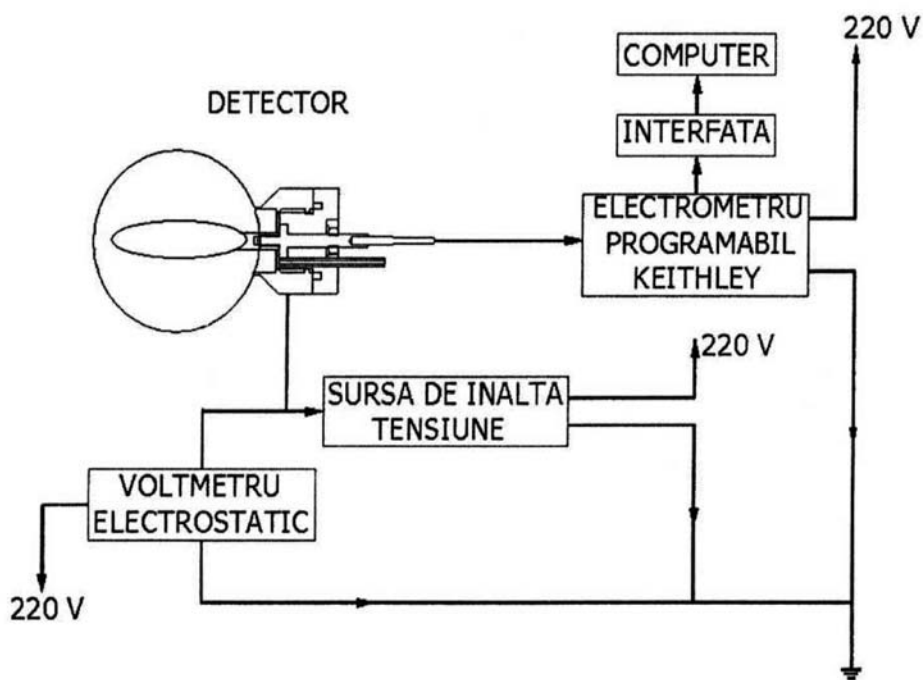 220 V
COMPUTER
DETECTOR
INTERFATA
ELECTROMETRU
PROGRAMABIL
KEITHLEY
220 V
SURSA DE INALTA
TENSIUNE
VOLTMETRU
ELECTROSTATIC
220 V